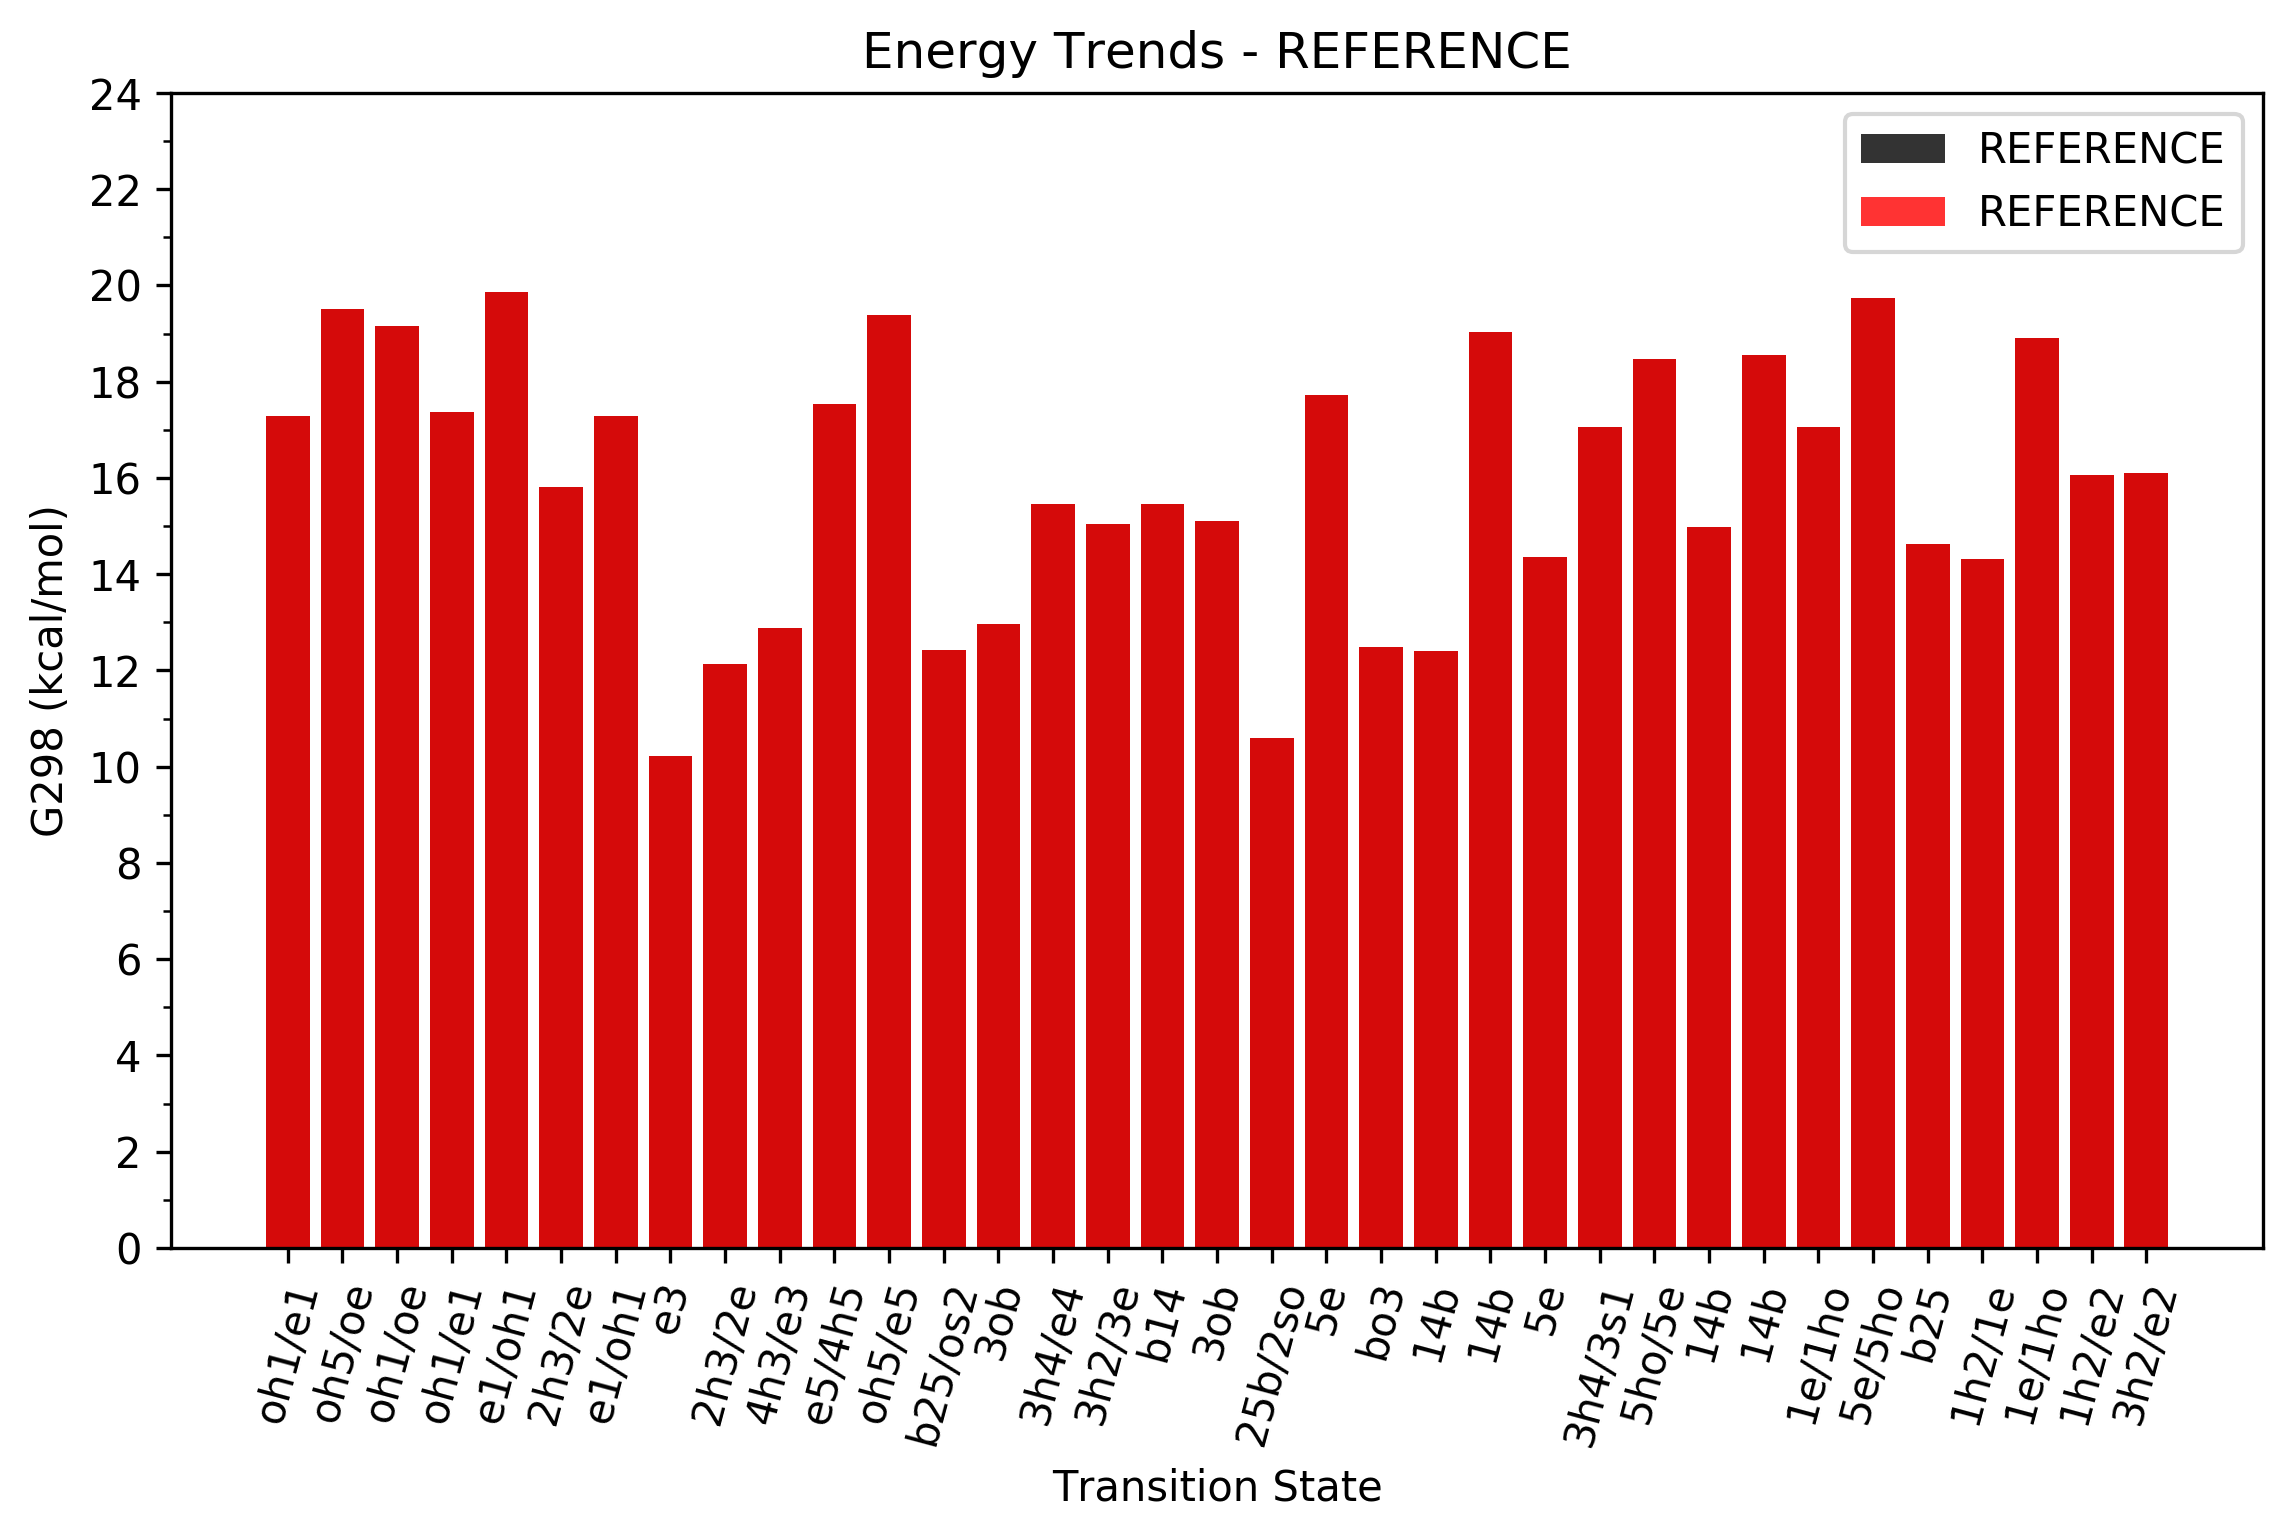 Energy Trends - REFERENCE
REFERENCE
REFERENCE
G298 (kcal/mol)
24
22
20
18
16
14
12
10
8
6
4
2
0
oh1/e1
oh5/oe
oh1/oe
oh1/e1
e1/oh1
2h3/2e
e1/oh1
e3
2h3/2e
4h3/e3
e5/4h5
oh5/e5
b25/os2
3ob
3h4/e4
3h2/3e
b14
3ob
25b/2so
5e
bo3
14b
14b
5e
3h4/3s1
5ho/5e
14b
14b
1e/1ho
5e/5ho
b25
1h2/1e
1e/1ho
1h2/e2
3h2/e2
Transition State